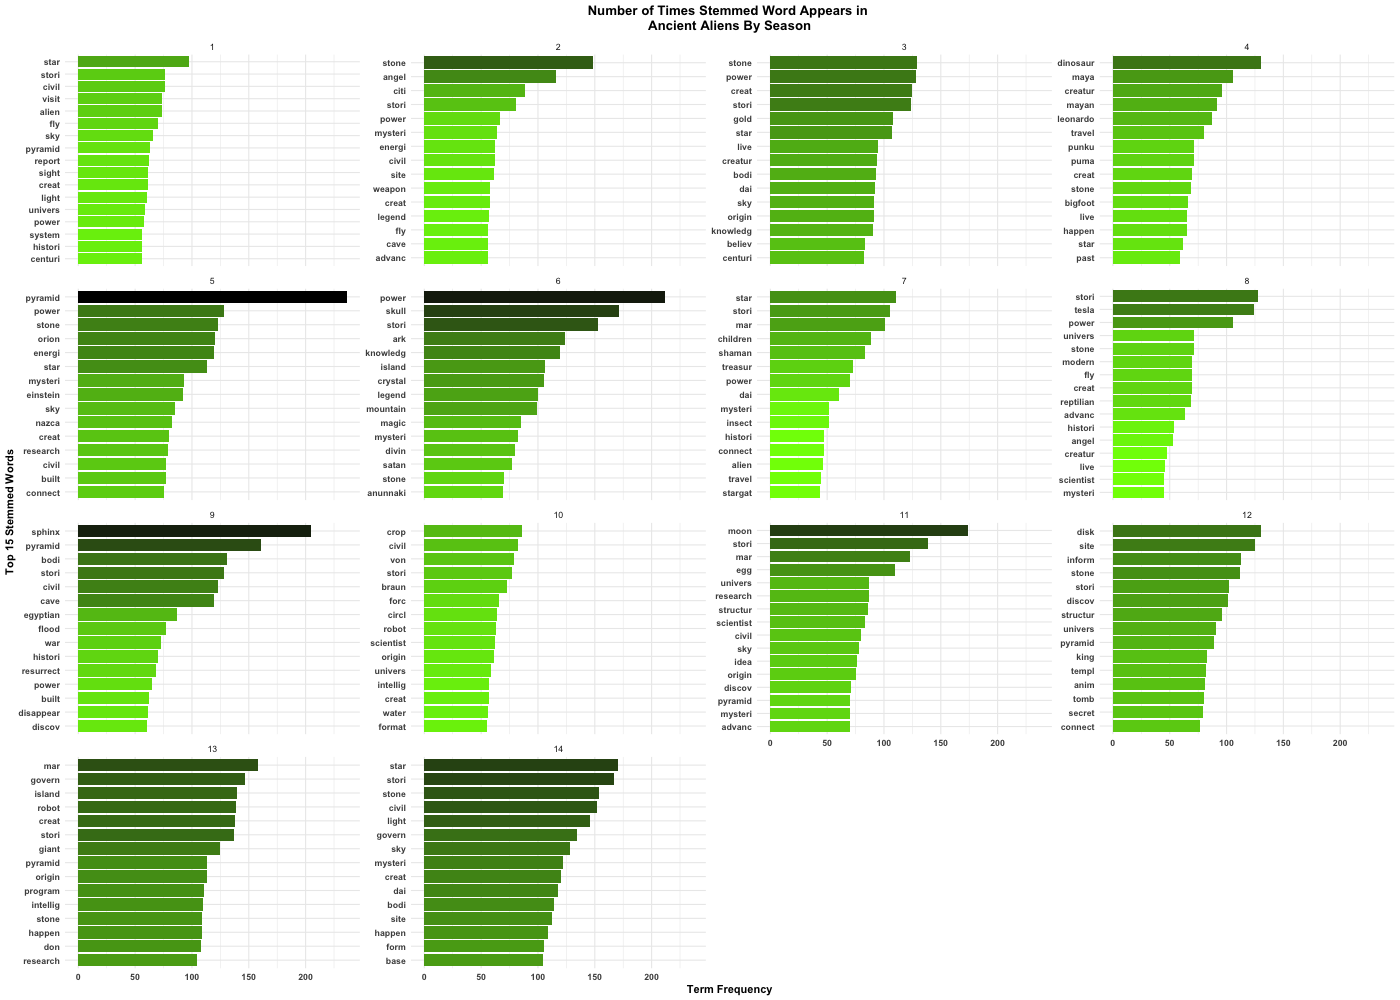 Number of Times Stemmed Word Appears in
Ancient Aliens By Season
Top 15 Stemmed Words
1
star
stori
civil
visit
alien
fly
sky
pyramid
report
sight
creat
light
univers
power
system
histori
centuri
2
stone
angel
citi
stori
power
mysteri
energi
civil
site
weapon
creat
legend
fly
cave
advanc
3
stone
power
creat
stori
gold
star
live
creatur
bodi
dai
sky
origin
knowledg
believ
centuri
4
dinosaur
maya
creatur
mayan
leonardo
travel
punku
puma
creat
stone
bigfoot
live
happen
star
past
5
pyramid
power
stone
orion
energi
star
mysteri
einstein
sky
nazca
creat
research
civil
built
connect
6
power
skull
stori
ark
knowledg
island
crystal
legend
mountain
magic
mysteri
divin
satan
stone
anunnaki
7
star
stori
mar
children
shaman
treasur
power
dai
mysteri
insect
histori
connect
alien
travel
stargat
8
stori
tesla
power
univers
stone
modern
fly
creat
reptilian
advanc
histori
angel
creatur
live
scientist
mysteri
9
sphinx
pyramid
bodi
stori
civil
cave
egyptian
flood
war
histori
resurrect
power
built
disappear
discov
10
crop
civil
von
stori
braun
forc
circl
robot
scientist
origin
univers
intellig
creat
water
format
11
moon
stori
mar
egg
univers
research
structur
scientist
civil
sky
idea
origin
discov
pyramid
mysteri
advanc
0 50 100 150 200
12
disk
site
inform
stone
stori
discov
structur
univers
pyramid
king
templ
anim
tomb
secret
connect
0 50 100 150 200
13
mar
govern
island
robot
creat
stori
giant
pyramid
origin
program
intellig
stone
happen
don
research
0 50 100 150 200
14
star
stori
stone
civil
light
govern
sky
mysteri
creat
dai
bodi
site
happen
form
base
0 50 100 150 200
Term Frequency